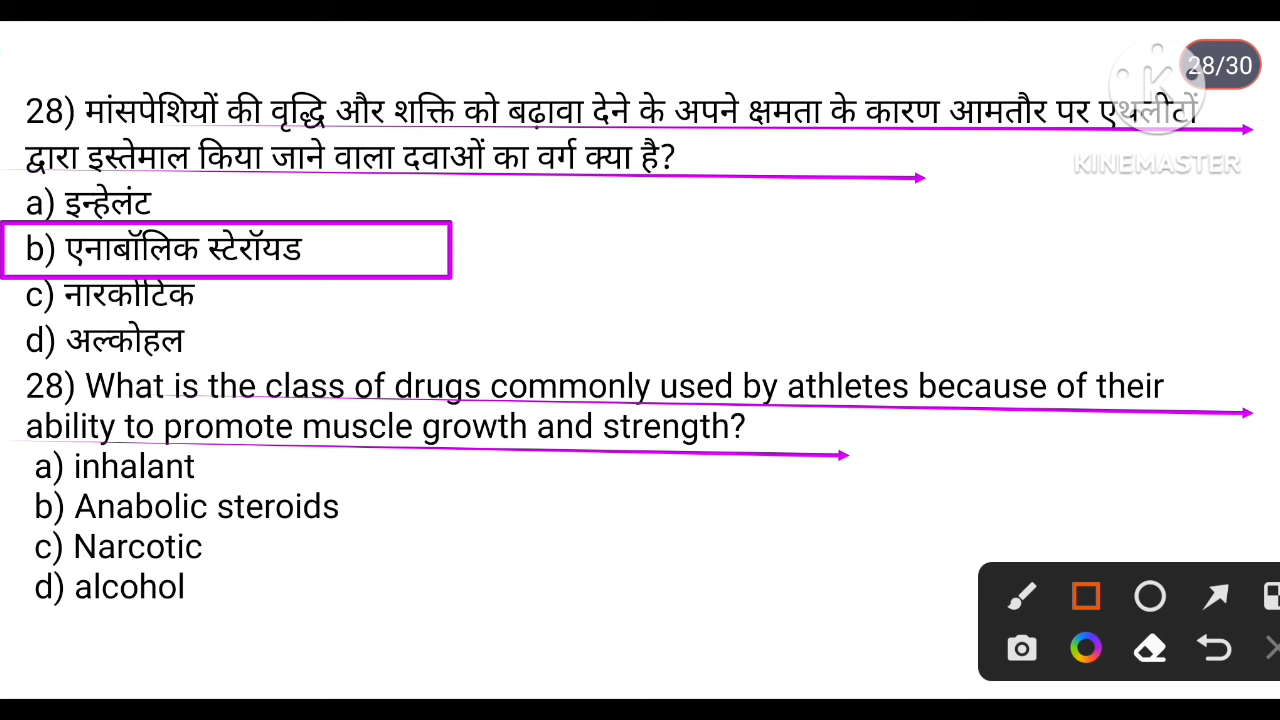 28/30
28) मांसपेशियों की वृद्धि और शक्ति को बढ़ावा देने के अपने क्षमता के कारण आमतौर पर एथलीटों
द्वारा इस्तेमाल किया जाने वाला दवाओं का वर्ग क्या है?
KINEMASTER
a) इन्हेलंट
b) एनाबॉलिक स्टेरॉयड
c) नारकोटिक
d) अल्कोहल
28) What is the class of drugs commonly used by athletes because of their
ability to promote muscle growth and strength?
a) inhalant
b) Anabolic steroids
c) Narcotic
d) alcohol